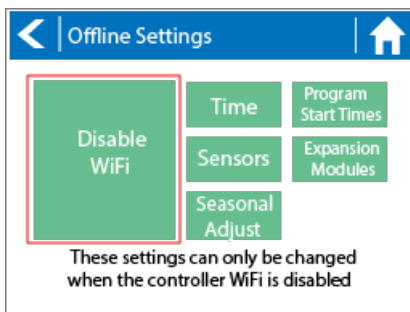 Offline Settings
Disable
WiFi
Time
Program
Start Times
Sensors
Expansion
Modules
Seasonal
Adjust
These settings can only be changed
when the controller WiFi is disabled